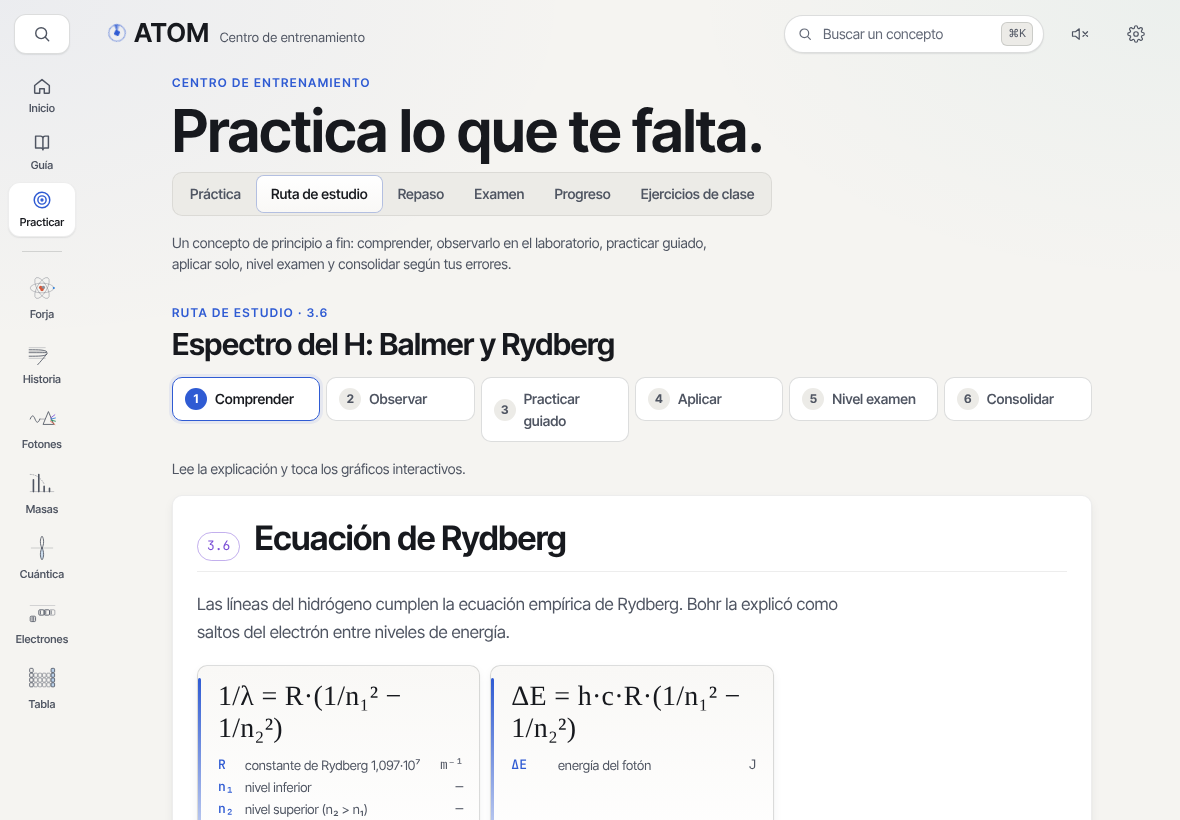 ATOM Centro de entrenamiento
Buscar un concepto ⌘K
Inicio
Guía
Practicar
Forja
Historia
Fotones
Masas
Cuántica
Electrones
Tabla
CENTRO DE ENTRENAMIENTO
Practica lo que te falta.
Práctica Ruta de estudio Repaso Examen Progreso Ejercicios de clase
Un concepto de principio a fin: comprender, observarlo en el laboratorio, practicar guiado,
aplicar solo, nivel examen y consolidar según tus errores.
RUTA DE ESTUDIO · 3.6
Espectro del H: Balmer y Rydberg
1 Comprender
2 Observar
3 Practicar
guiado
4 Aplicar
5 Nivel examen
6 Consolidar
Lee la explicación y toca los gráficos interactivos.
3.6 Ecuación de Rydberg
Las líneas del hidrógeno cumplen la ecuación empírica de Rydberg. Bohr la explicó como
saltos del electrón entre niveles de energía.
1/λ = R·(1/n₁² −
1/n₂²)
R constante de Rydberg 1,097·10⁷ m⁻¹
n₁ nivel inferior —
n₂ nivel superior (n₂ > n₁) —
ΔE = h·c·R·(1/n₁² −
1/n₂²)
ΔE energía del fotón J